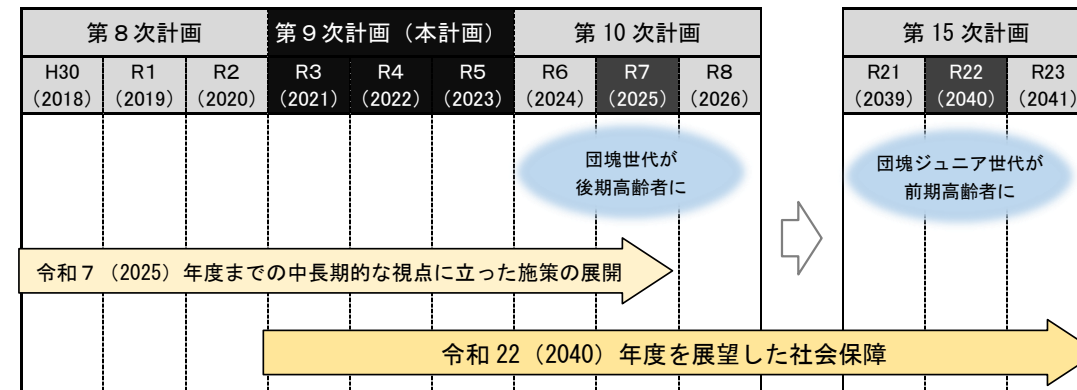 第８次計画
第９次計画（本計画）
第 10 次計画
第 15 次計画
H30 R1 R2 R3 R4 R5 R6 R7 R8 R21 R22 R23
（2018） （2019） （2020） （2021） （2022） （2023） （2024） （2025） （2026） （2039） （2040） （2041）
団塊世代が
後期高齢者に
団塊ジュニア世代が
前期高齢者に
令和７（2025）年度までの中長期的な視点に立った施策の展開
令和 22（2040）年度を展望した社会保障